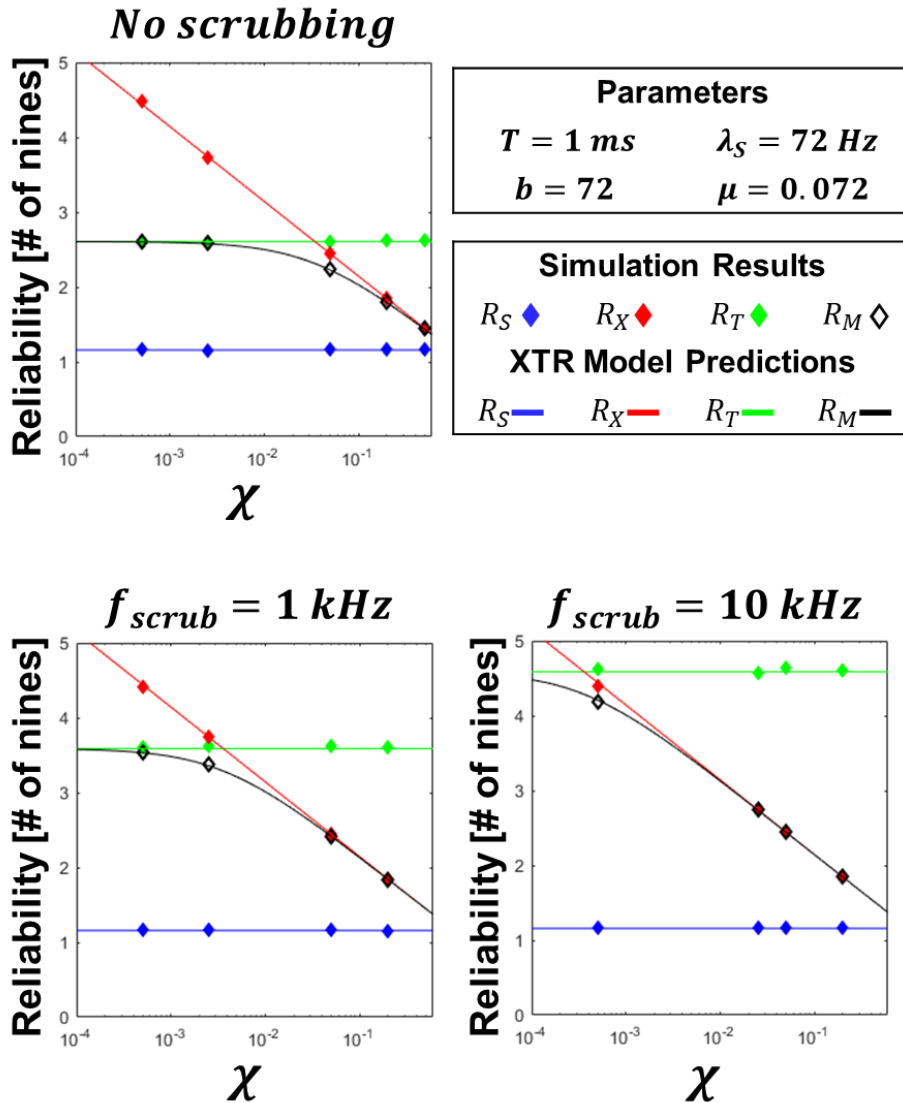 No scrubbing
Reliability [# of nines]
5
4
3
2
1
0
10⁻⁴ 10⁻³ 10⁻² 10⁻¹
χ
Parameters
T = 1 ms λ_S = 72 Hz
b = 72 μ = 0.072
Simulation Results
R_S R_X R_T R_M
XTR Model Predictions
R_S R_X R_T R_M
f_scrub = 1 kHz
Reliability [# of nines]
5
4
3
2
1
0
10⁻⁴ 10⁻³ 10⁻² 10⁻¹
χ
f_scrub = 10 kHz
Reliability [# of nines]
5
4
3
2
1
0
10⁻⁴ 10⁻³ 10⁻² 10⁻¹
χ